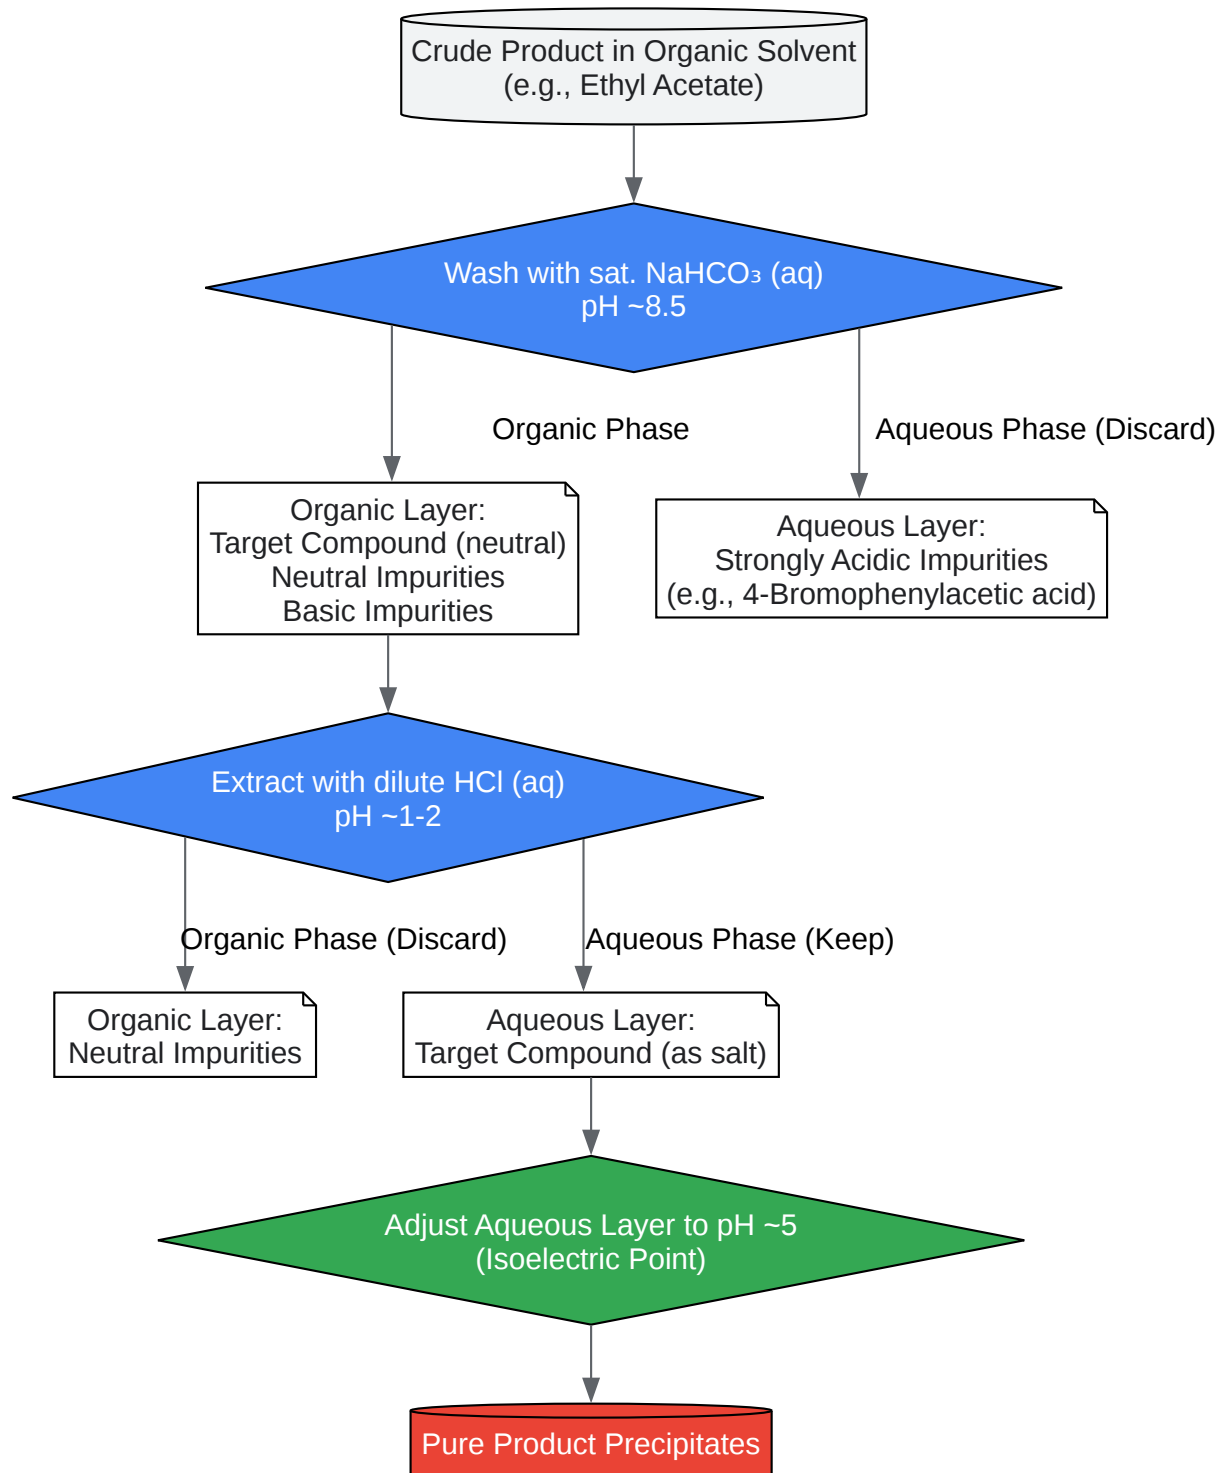 Crude Product in Organic Solvent
(e.g., Ethyl Acetate)
Wash with sat. NaHCO₃ (aq)
pH ~8.5
Organic Phase
Aqueous Phase (Discard)
Organic Layer:
Target Compound (neutral)
Neutral Impurities
Basic Impurities
Aqueous Layer:
Strongly Acidic Impurities
(e.g., 4-Bromophenylacetic acid)
Extract with dilute HCl (aq)
pH ~1-2
Organic Phase (Discard)
Aqueous Phase (Keep)
Organic Layer:
Neutral Impurities
Aqueous Layer:
Target Compound (as salt)
Adjust Aqueous Layer to pH ~5
(Isoelectric Point)
Pure Product Precipitates